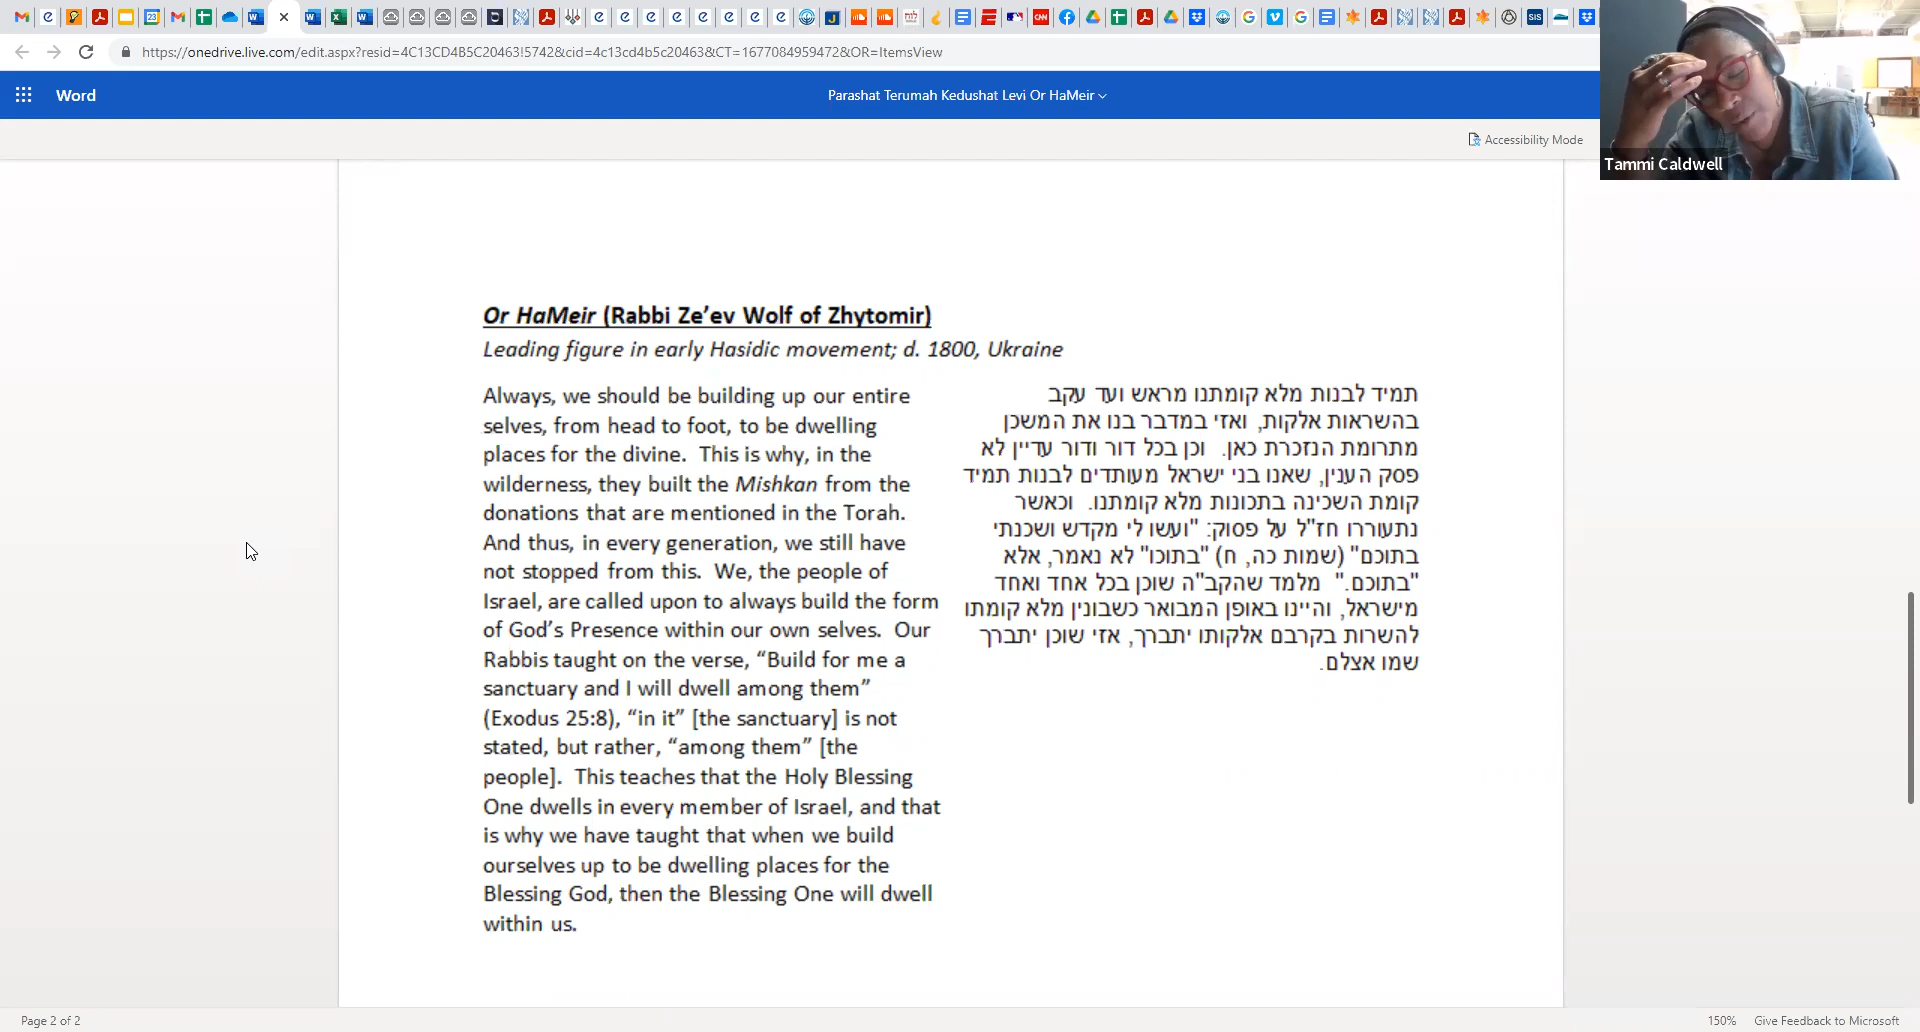 https://onedrive.live.com/edit.aspx?resid=4C13CD4B5C20463!5742&cid=4c13cd4b5c20463&CT=1677084959472&OR=ItemsView
Word
Parashat Terumah Kedushat Levi Or HaMeir
Accessibility Mode
Tammi Caldwell
Or HaMeir (Rabbi Ze’ev Wolf of Zhytomir)
Leading figure in early Hasidic movement; d. 1800, Ukraine
Always, we should be building up our entire
selves, from head to foot, to be dwelling
places for the divine.  This is why, in the
wilderness, they built the Mishkan from the
donations that are mentioned in the Torah.
And thus, in every generation, we still have
not stopped from this.  We, the people of
Israel, are called upon to always build the form
of God’s Presence within our own selves.  Our
Rabbis taught on the verse, “Build for me a
sanctuary and I will dwell among them”
(Exodus 25:8), “in it” [the sanctuary] is not
stated, but rather, “among them” [the
people].  This teaches that the Holy Blessing
One dwells in every member of Israel, and that
is why we have taught that when we build
ourselves up to be dwelling places for the
Blessing God, then the Blessing One will dwell
within us.
תמיד לבנות מלא קומתנו מראש ועד עקב
בהשראות אלקות, ואזי במדבר בנו את המשכן
מתרומת הנזכרת כאן.  וכן בכל דור ודור עדיין לא
פסק הענין, שאנו בני ישראל מעותדים לבנות תמיד
קומת השכינה בתכונות מלא קומתנו.  וכאשר
נתעוררו חז"ל על פסוק: "ועשו לי מקדש ושכנתי
בתוכם" (שמות כה, ח) "בתוכו" לא נאמר, אלא
"בתוכם."  מלמד שהקב"ה שוכן בכל אחד ואחד
מישראל, והיינו באופן המבואר כשבונין מלא קומתו
להשרות בקרבם אלקותו יתברך, אזי שוכן יתברך
שמו אצלם.
Page 2 of 2
150%
Give Feedback to Microsoft